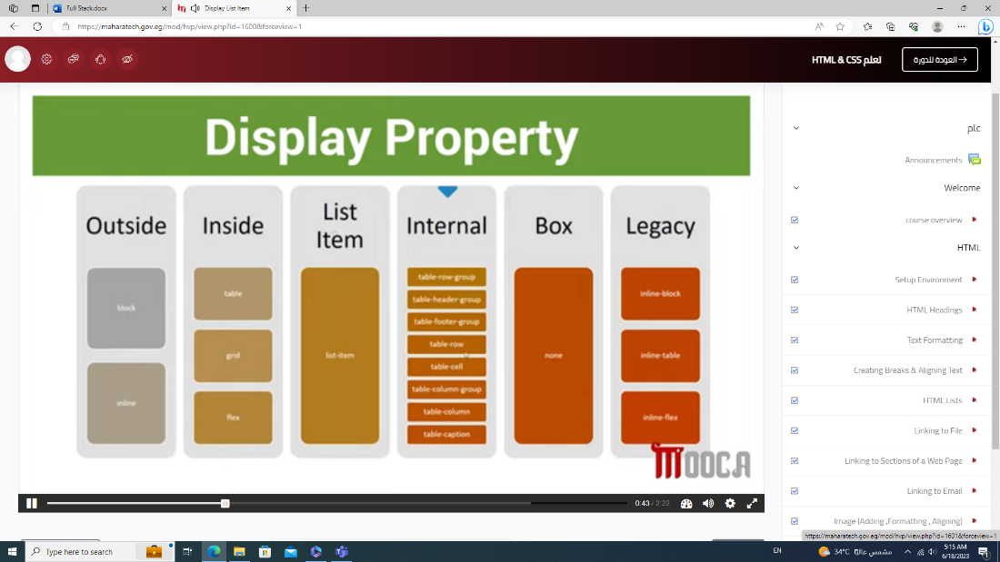 Full Stack.docx
Display List Item
https://maharatech.gov.eg/mod/hvp/view.php?id=1600&forceview=1
تعلم HTML & CSS
العودة للدورة
Display Property
Outside
block
inline
Inside
table
grid
flex
List
Item
list-item
Internal
table-row-group
table-header-group
table-footer-group
table-row
table-cell
table-column-group
table-column
table-caption
Box
none
Legacy
inline-block
inline-table
inline-flex
MOOCA
0:43 / 2:22
عام
Announcements
Welcome
course overview
HTML
Setup Environment
HTML Headings
Text Formatting
Creating Breaks & Aligning Text
HTML Lists
Linking to File
Linking to Sections of a Web Page
Linking to Email
Image (Adding ,Formatting , Aligning)
https://maharatech.gov.eg/mod/hvp/view.php?id=1601&forceview=1
Type here to search
EN
34°C مشمس غالبًا
5:15 AM
6/18/2023